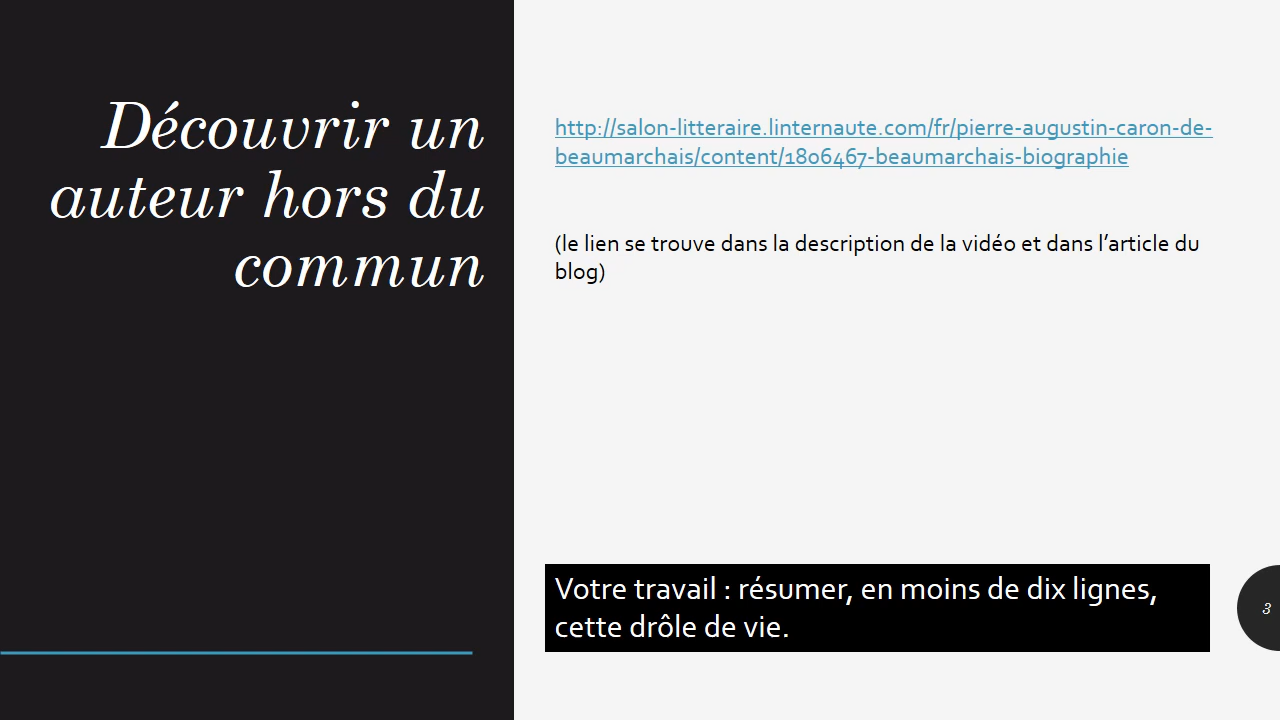 Découvrir un
auteur hors du
commun
http://salon-litteraire.linternaute.com/fr/pierre-augustin-caron-de-
beaumarchais/content/1806467-beaumarchais-biographie
(le lien se trouve dans la description de la vidéo et dans l’article du
blog)
Votre travail : résumer, en moins de dix lignes,
cette drôle de vie.
3